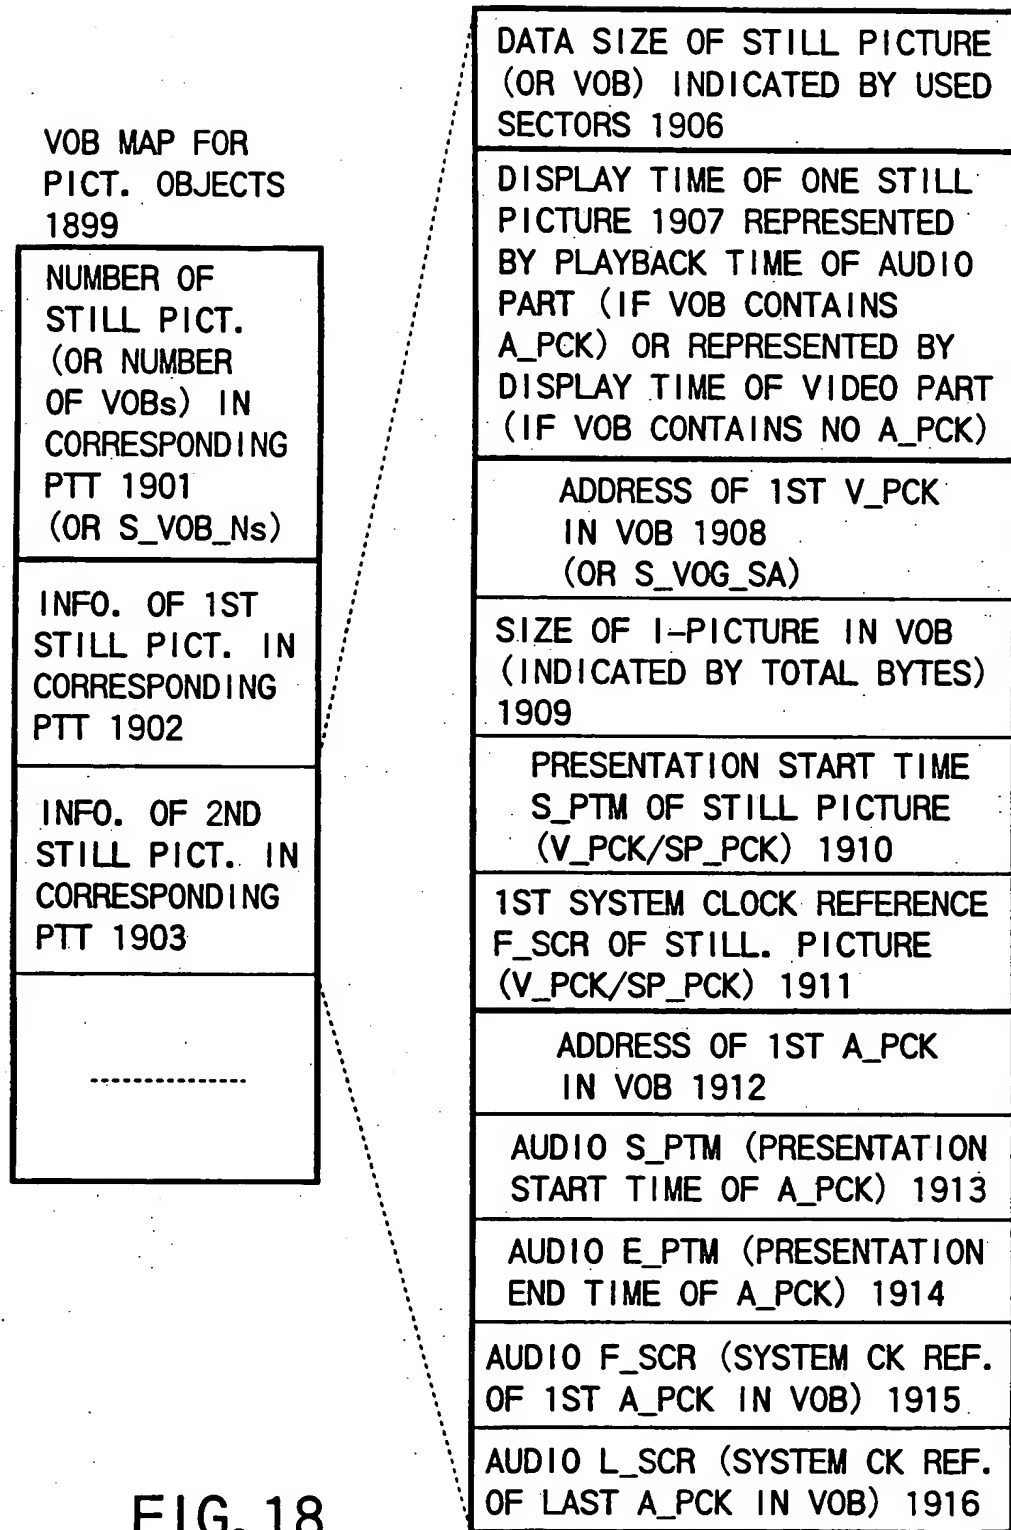 VOB MAP FOR
PICT. OBJECTS
1899
NUMBER OF
STILL PICT.
(OR NUMBER
OF VOBs) IN
CORRESPONDING
PTT 1901
(OR S_VOB_Ns)
INFO. OF 1ST
STILL PICT. IN
CORRESPONDING
PTT 1902
INFO. OF 2ND
STILL PICT. IN
CORRESPONDING
PTT 1903
DATA SIZE OF STILL PICTURE
(OR VOB) INDICATED BY USED
SECTORS 1906
DISPLAY TIME OF ONE STILL
PICTURE 1907 REPRESENTED
BY PLAYBACK TIME OF AUDIO
PART (IF VOB CONTAINS
A_PCK) OR REPRESENTED BY
DISPLAY TIME OF VIDEO PART
(IF VOB CONTAINS NO A_PCK)
ADDRESS OF 1ST V_PCK
IN VOB 1908
(OR S_VOG_SA)
SIZE OF I-PICTURE IN VOB
(INDICATED BY TOTAL BYTES)
1909
PRESENTATION START TIME
S_PTM OF STILL PICTURE
(V_PCK/SP_PCK) 1910
1ST SYSTEM CLOCK REFERENCE
F_SCR OF STILL. PICTURE
(V_PCK/SP_PCK) 1911
ADDRESS OF 1ST A_PCK
IN VOB 1912
AUDIO S_PTM (PRESENTATION
START TIME OF A_PCK) 1913
AUDIO E_PTM (PRESENTATION
END TIME OF A_PCK) 1914
AUDIO F_SCR (SYSTEM CK REF.
OF 1ST A_PCK IN VOB) 1915
AUDIO L_SCR (SYSTEM CK REF.
OF LAST A_PCK IN VOB) 1916
FIG. 18